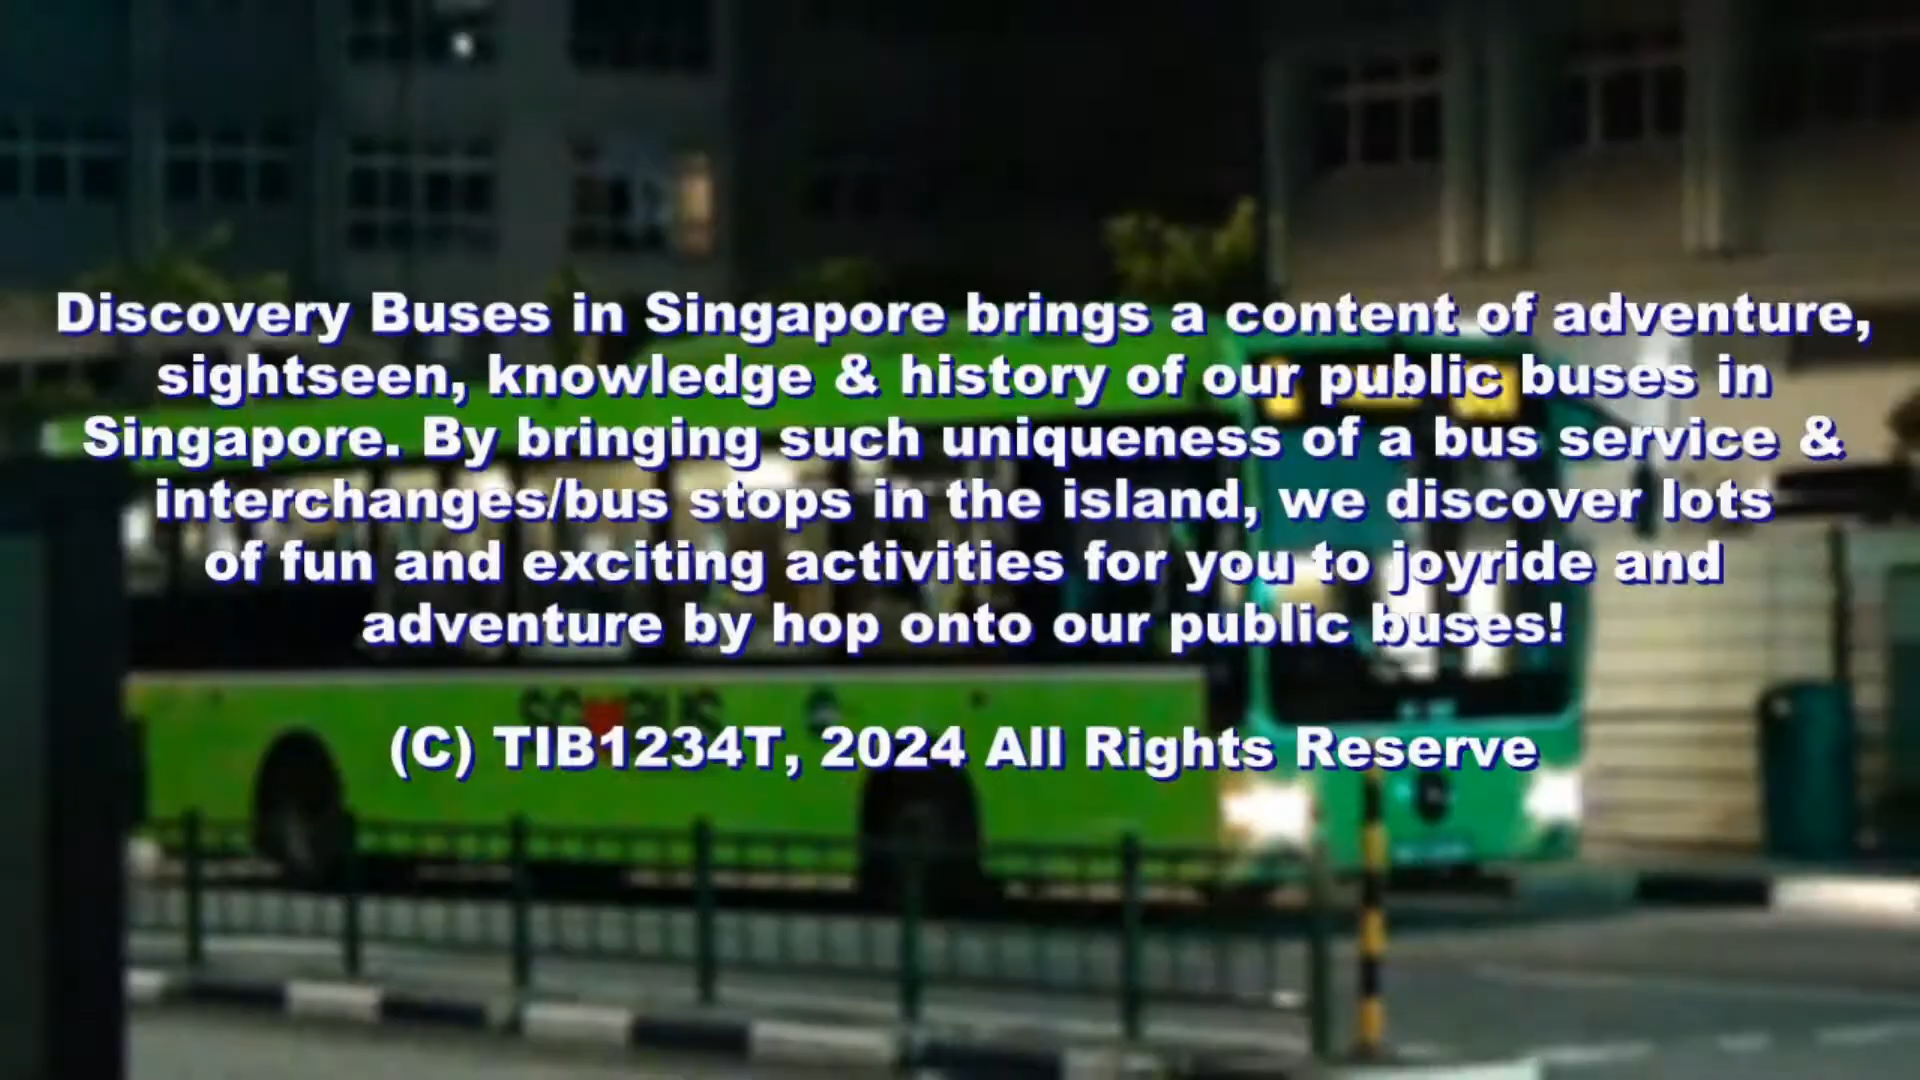 Discovery Buses in Singapore brings a content of adventure,
sightseen, knowledge & history of our public buses in
Singapore. By bringing such uniqueness of a bus service &
interchanges/bus stops in the island, we discover lots
of fun and exciting activities for you to joyride and
adventure by hop onto our public buses!
SG♥BUS
(C) TIB1234T, 2024 All Rights Reserve